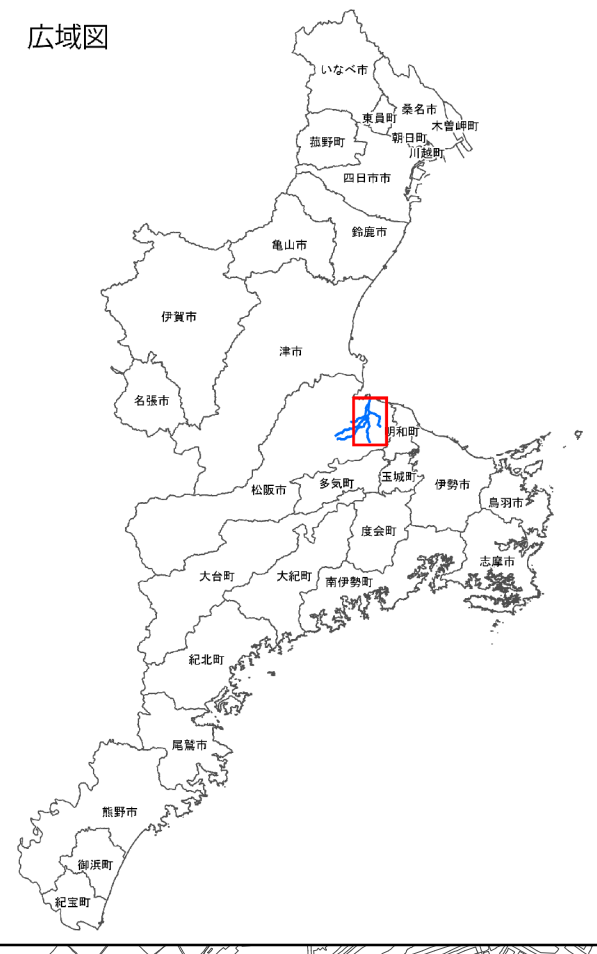 広域図
いなべ市
桑名市
東員町
木曽岬町
朝日町
菰野町
川越町
四日市市
鈴鹿市
亀山市
伊賀市
津市
名張市
明和町
玉城町
多気町
伊勢市
松阪市
鳥羽市
度会町
志摩市
大台町
大紀町
南伊勢町
紀北町
尾鷲市
熊野市
御浜町
紀宝町